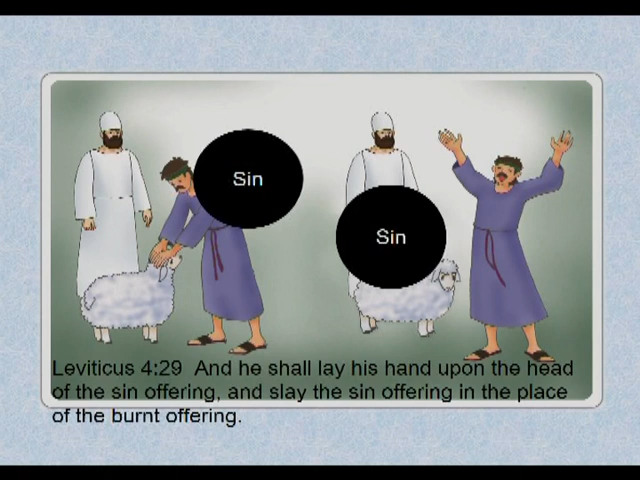 Sin
Sin
Leviticus 4:29  And he shall lay his hand upon the head
of the sin offering, and slay the sin offering in the place
of the burnt offering.